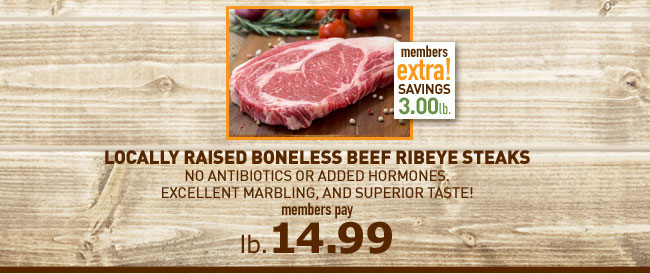 members
extra!
SAVINGS
3.00lb.
LOCALLY RAISED BONELESS BEEF RIBEYE STEAKS
NO ANTIBIOTICS OR ADDED HORMONES,
EXCELLENT MARBLING, AND SUPERIOR TASTE!
members pay
lb. 14.99